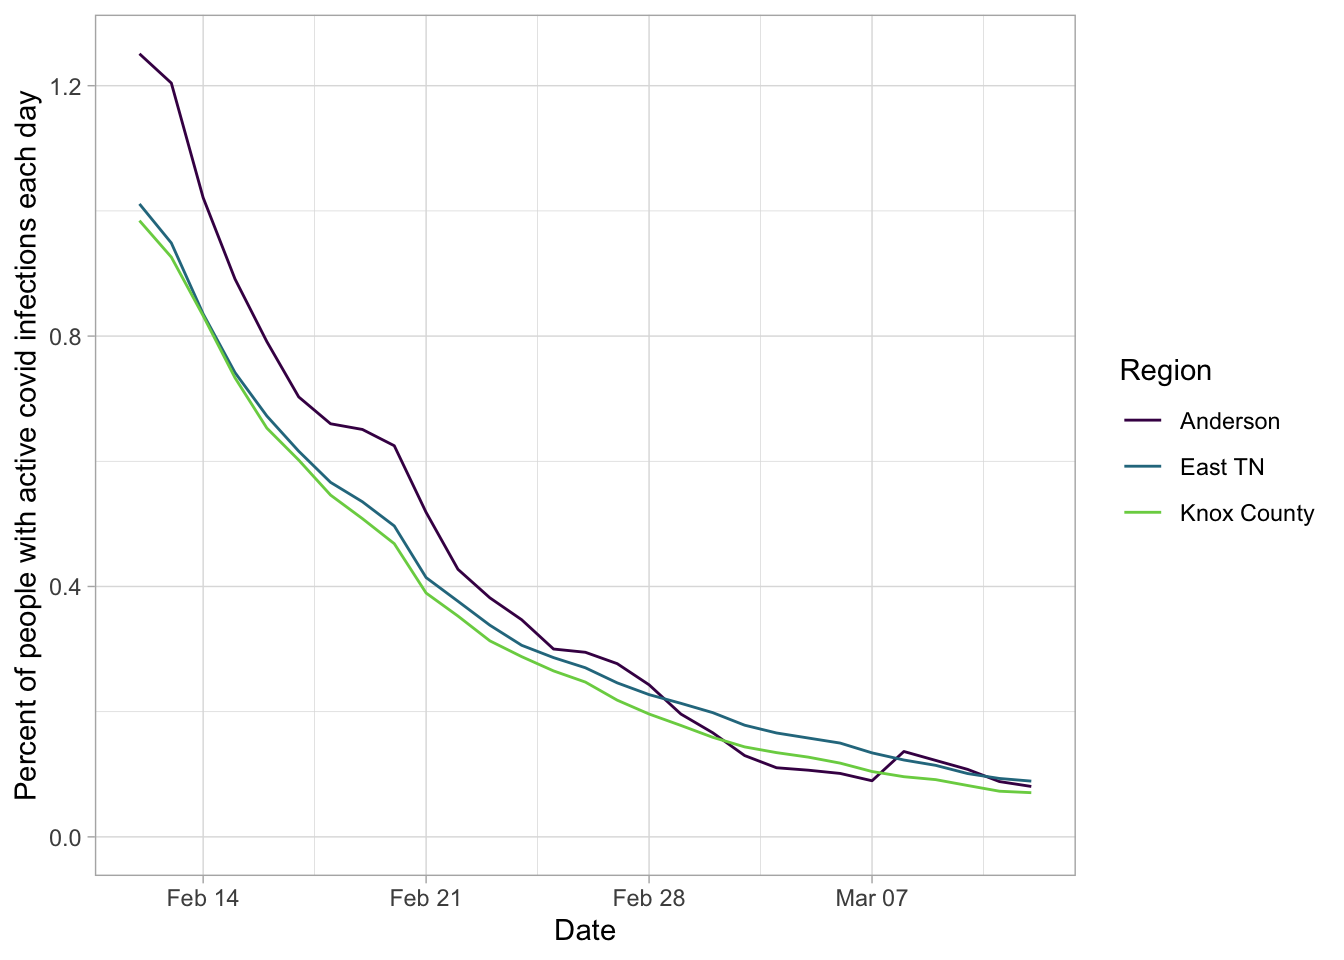 Percent of people with active covid infections each day
1.2
0.8
0.4
0.0
Feb 14
Feb 21
Feb 28
Mar 07
Date
Region
Anderson
East TN
Knox County